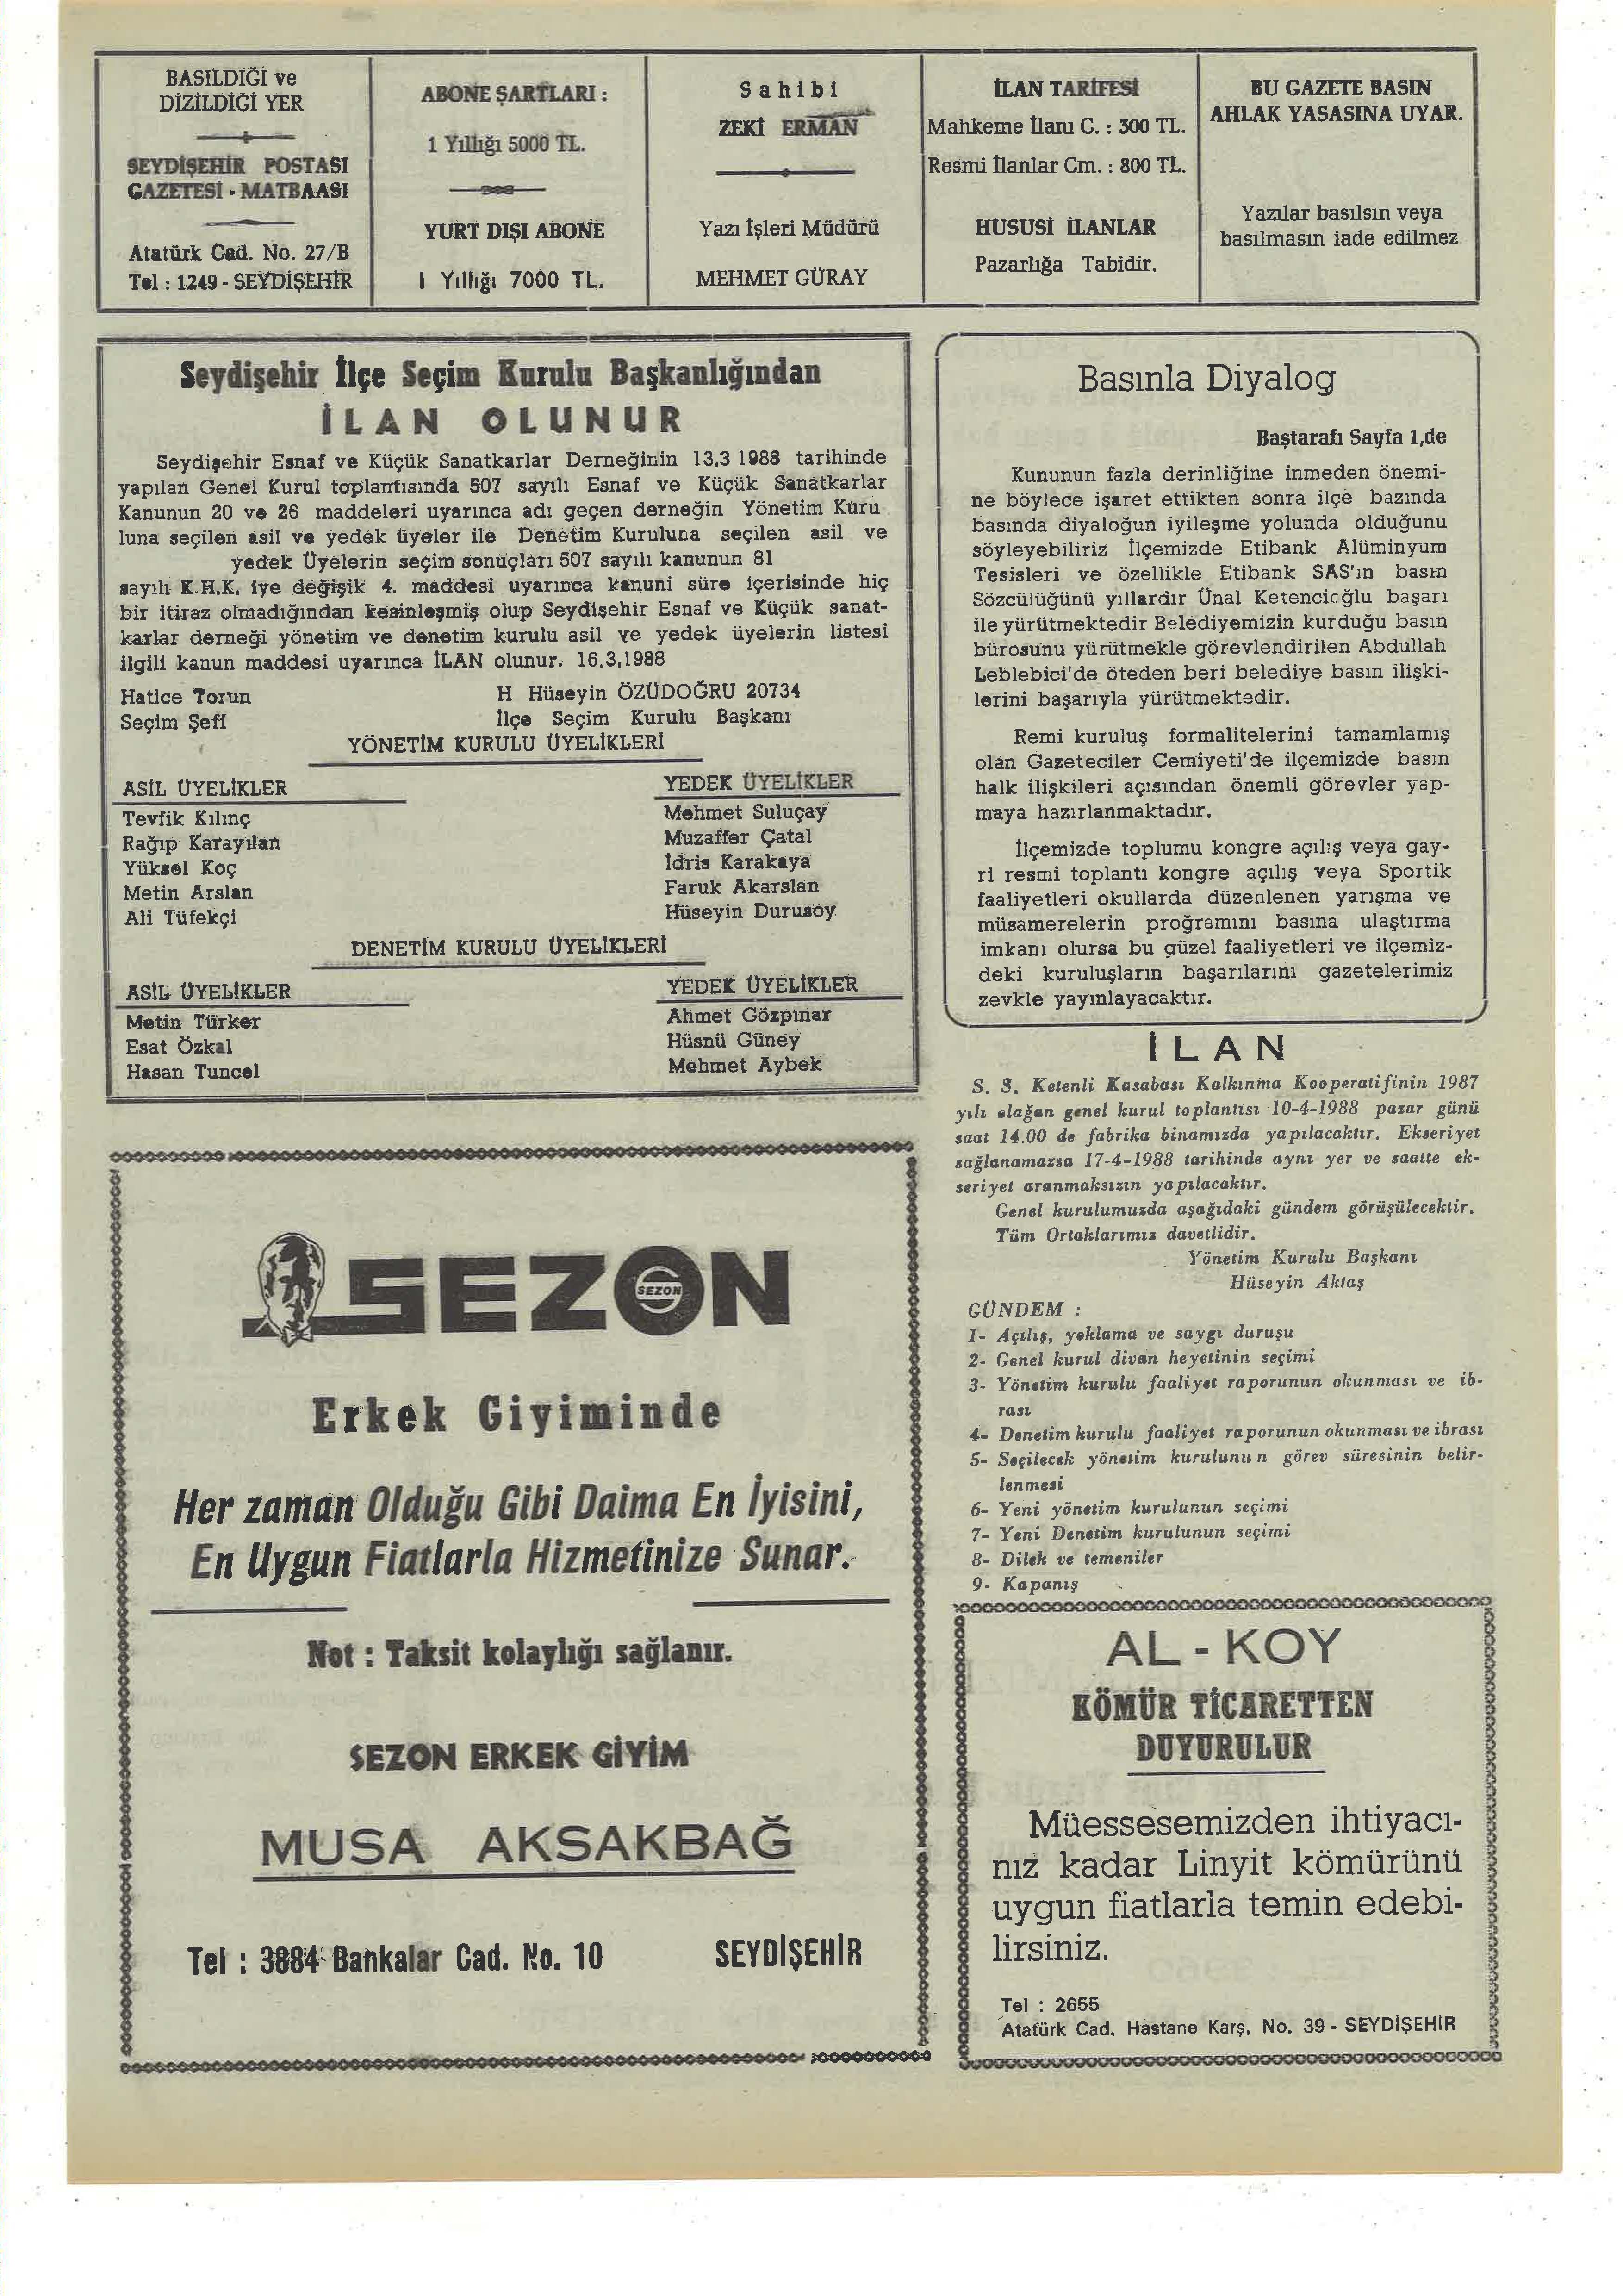 BASILDIĞI ve
DİZİLDİĞİ YER
SEYDİŞEHİR POSTASI
GAZETESİ - MATBAASI
Atatürk Cad. No. 27/B
Tel : 1249 - SEYDİŞEHİR
ABONE ŞARTLARI :
1 Yıllığı 5000 TL.
YURT DIŞI ABONE
1 Yıllığı 7000 TL.
Sahibi
ZEKİ ERMAN
Yazı İşleri Müdürü
MEHMET GÜRAY
İLAN TARİFESİ
Mahkeme İlanı C. : 300 TL.
Resmi İlanlar Cm. : 800 TL.
HUSUSİ İLANLAR
Pazarlığa Tabidir.
BU GAZETE BASIN
AHLAK YASASINA UYAR.
Yazılar basılsın veya
basılmasın iade edilmez
Seydişehir İlçe Seçim Kurulu Başkanlığından
İLAN OLUNUR
Seydişehir Esnaf ve Küçük Sanatkarlar Derneğinin 13.3 1988 tarihinde
yapılan Genel Kurul toplantısında 507 sayılı Esnaf ve Küçük Sanatkarlar
Kanunun 20 ve 26 maddeleri uyarınca adı geçen derneğin Yönetim Kuru
luna seçilen asil ve yedek üyeler ile Denetim Kuruluna seçilen asil ve
yedek Üyelerin seçim sonuçları 507 sayılı kanunun 81
sayılı K.H.K. iye değişik 4. maddesi uyarınca kanuni süre içerisinde hiç
bir itiraz olmadığından kesinleşmiş olup Seydişehir Esnaf ve Küçük sanat-
karlar derneği yönetim ve denetim kurulu asil ve yedek üyelerin listesi
ilgili kanun maddesi uyarınca İLAN olunur. 16.3.1988
Hatice Torun
Seçim Şefi
H Hüseyin ÖZÜDOĞRU 20734
İlçe Seçim Kurulu Başkanı
YÖNETİM KURULU ÜYELİKLERİ
ASİL ÜYELİKLER
Tevfik Kılınç
Rağıp Karayılan
Yüksel Koç
Metin Arslan
Ali Tüfekçi
YEDEK ÜYELİKLER
Mehmet Suluçay
Muzaffer Çatal
İdris Karakaya
Faruk Akarslan
Hüseyin Durusoy
DENETİM KURULU ÜYELİKLERİ
ASİL ÜYELİKLER
Metin Türker
Esat Özkal
Hasan Tuncel
YEDEK ÜYELİKLER
Ahmet Gözpınar
Hüsnü Güney
Mehmet Aybek
SEZON
SEZON
Erkek Giyiminde
Her zaman Olduğu Gibi Daima En İyisini,
En Uygun Fiatlarla Hizmetinize Sunar.
Not : Taksit kolaylığı sağlanır.
SEZON ERKEK GİYİM
MUSA AKSAKBAĞ
Tel : 3884 Bankalar Cad. No. 10 SEYDİŞEHİR
Basınla Diyalog
Baştarafı Sayfa 1,de
Kununun fazla derinliğine inmeden önemi-
ne böylece işaret ettikten sonra ilçe bazında
basında diyaloğun iyileşme yolunda olduğunu
söyleyebiliriz İlçemizde Etibank Alüminyum
Tesisleri ve özellikle Etibank SAS'ın basın
Sözcülüğünü yıllardır Ünal Ketencioğlu başarı
ile yürütmektedir Belediyemizin kurduğu basın
bürosunu yürütmekle görevlendirilen Abdullah
Leblebici'de öteden beri belediye basın ilişki-
lerini başarıyla yürütmektedir.
Remi kuruluş formalitelerini tamamlamış
olan Gazeteciler Cemiyeti'de ilçemizde basın
halk ilişkileri açısından önemli görevler yap-
maya hazırlanmaktadır.
İlçemizde toplumu kongre açılış veya gay-
ri resmi toplantı kongre açılış veya Sportik
faaliyetleri okullarda düzenlenen yarışma ve
müsamerelerin proğramını basına ulaştırma
imkanı olursa bu güzel faaliyetleri ve ilçemiz-
deki kuruluşların başarılarını gazetelerimiz
zevkle yayınlayacaktır.
İLAN
S. S. Ketenli Kasabası Kalkınma Kooperatifinin 1987
yılı olağan genel kurul toplantısı 10-4-1988 pazar günü
saat 14.00 de fabrika binamızda yapılacaktır. Ekseriyet
sağlanamazsa 17-4-1988 tarihinde aynı yer ve saatte ek-
seriyet aranmaksızın yapılacaktır.
Genel kurulumuzda aşağıdaki gündem görüşülecektir.
Tüm Ortaklarımız davetlidir.
Yönetim Kurulu Başkanı
Hüseyin Aktaş
GÜNDEM :
1- Açılış, yoklama ve saygı duruşu
2- Genel kurul divan heyetinin seçimi
3- Yönetim kurulu faaliyet raporunun okunması ve ib-
rası
4- Denetim kurulu faaliyet raporunun okunması ve ibrası
5- Seçilecek yönetim kurulunun görev süresinin belir-
lenmesi
6- Yeni yönetim kurulunun seçimi
7- Yeni Denetim kurulunun seçimi
8- Dilek ve temeniler
9- Kapanış
AL - KOY
KÖMÜR TİCARETTEN
DUYURULUR
Müessesemizden ihtiyacı-
nız kadar Linyit kömürünü
uygun fiatlarla temin edebi-
lirsiniz.
Tel : 2655
Atatürk Cad. Hastane Karş. No. 39 - SEYDİŞEHİR